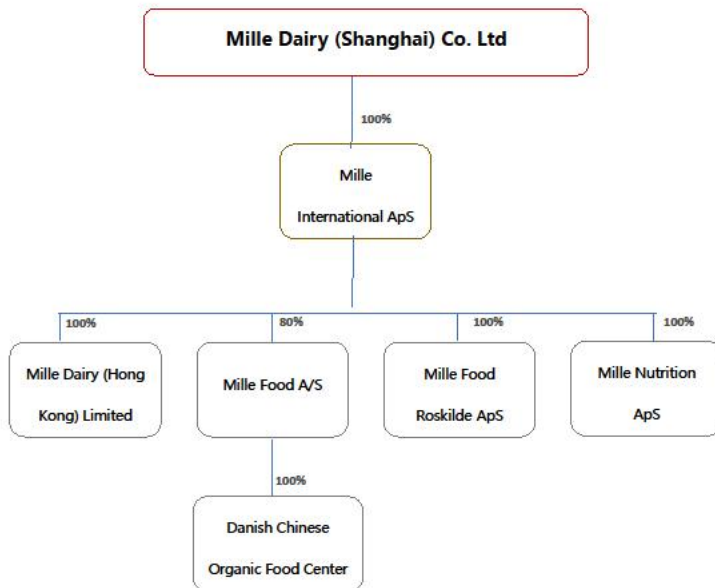 Mille Dairy (Shanghai) Co. Ltd
100%
Mille
International ApS
100%
80%
100%
100%
Mille Dairy (Hong
Kong) Limited
Mille Food A/S
Mille Food
Roskilde ApS
Mille Nutrition
ApS
100%
Danish Chinese
Organic Food Center